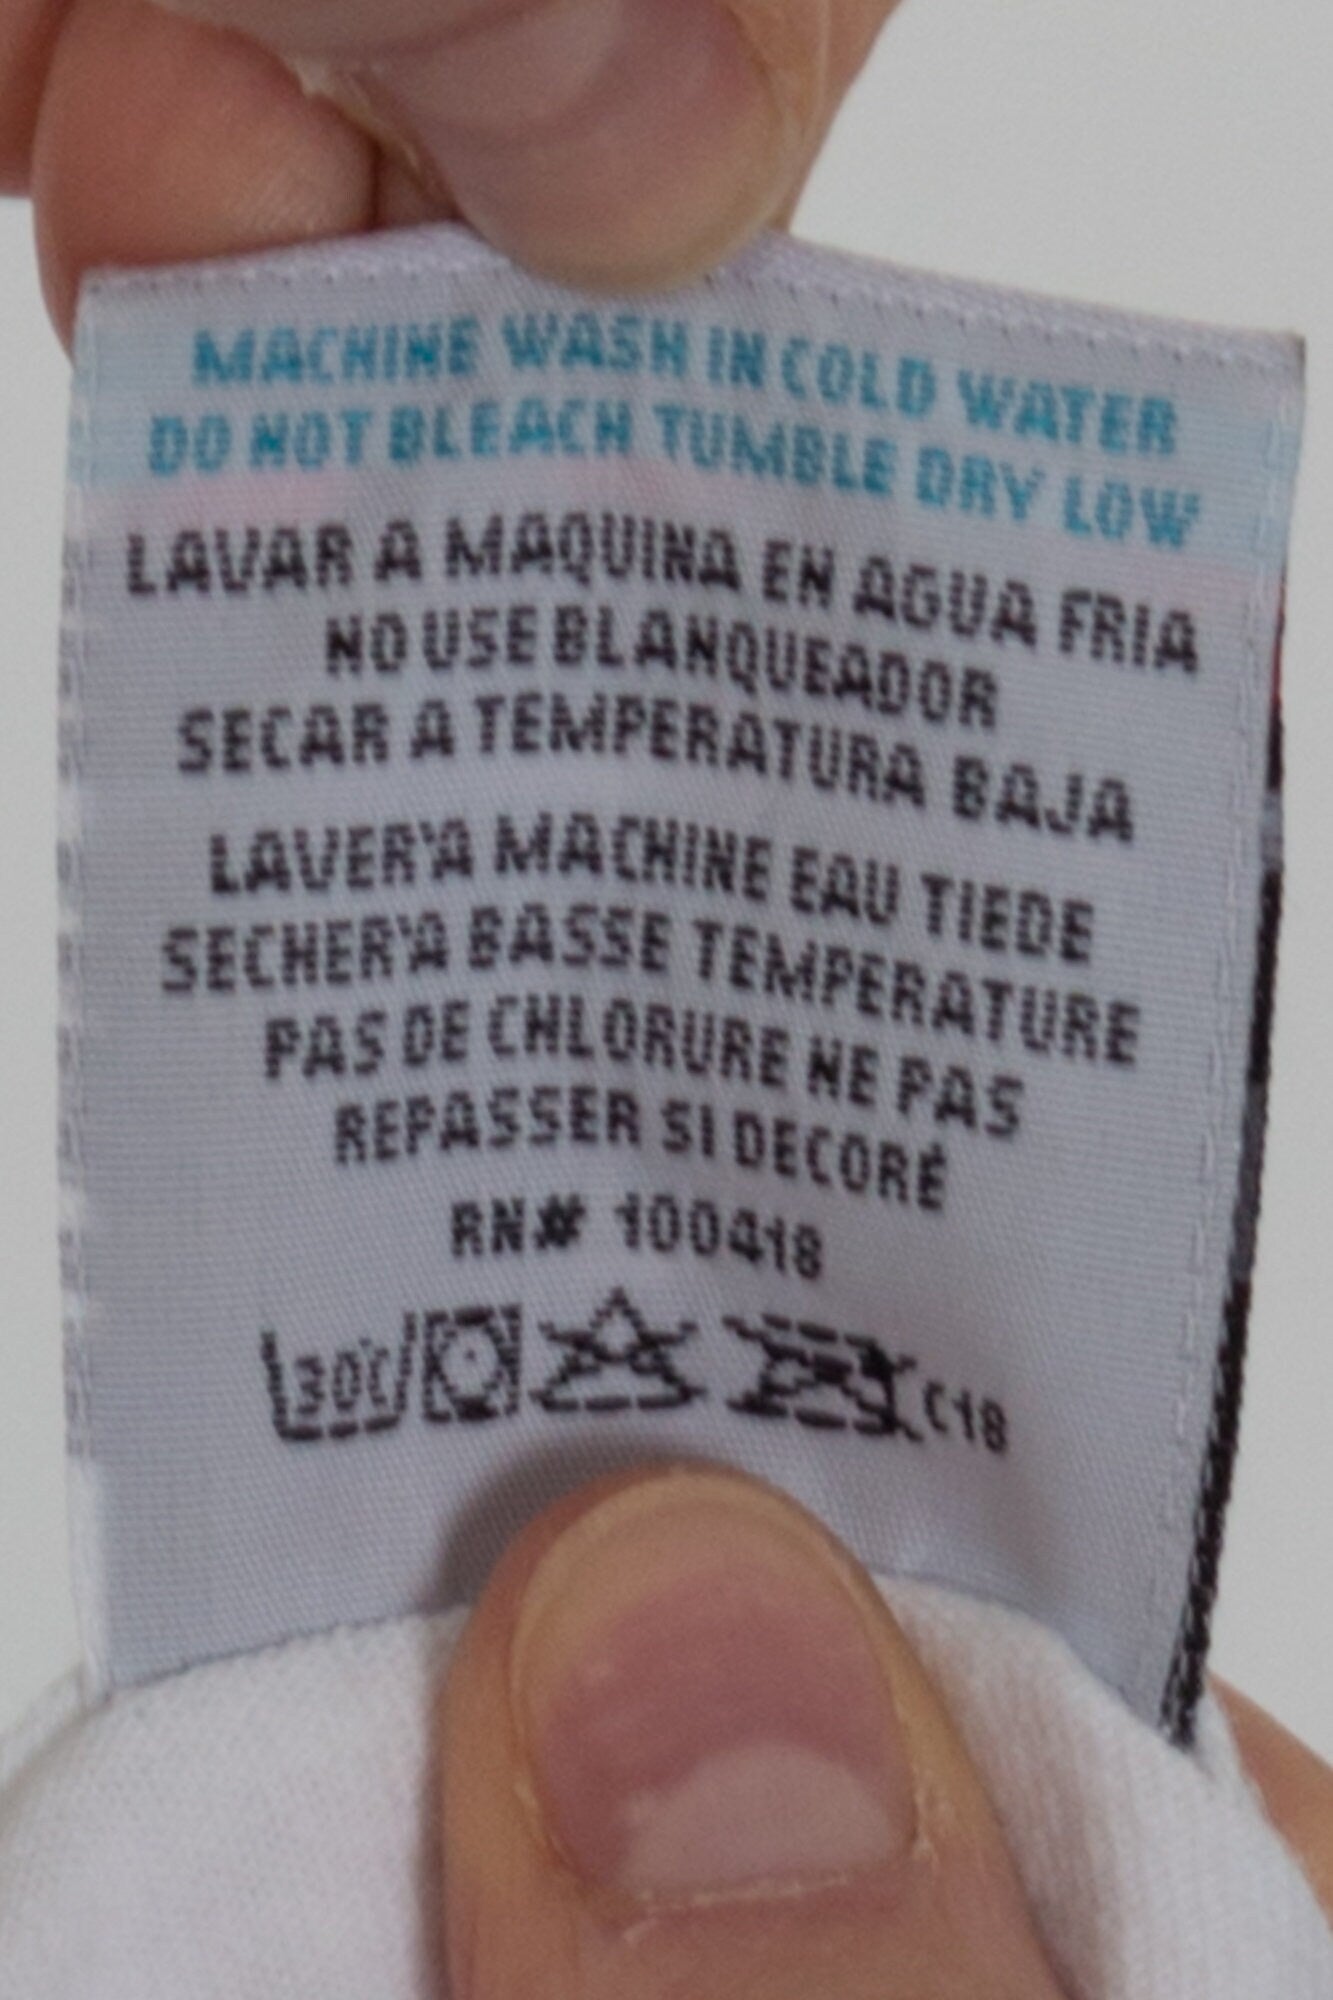 MACHINE WASH IN COLD WATER
DO NOT BLEACH TUMBLE DRY LOW
LAVAR A MAQUINA EN AGUA FRIA
NO USE BLANQUEADOR
SECAR A TEMPERATURA BAJA
LAVER'A MACHINE EAU TIEDE
SECHER'A BASSE TEMPERATURE
PAS DE CHLORURE NE PAS
REPASSER SI DECORÉ
RN# 100418
30°C C18